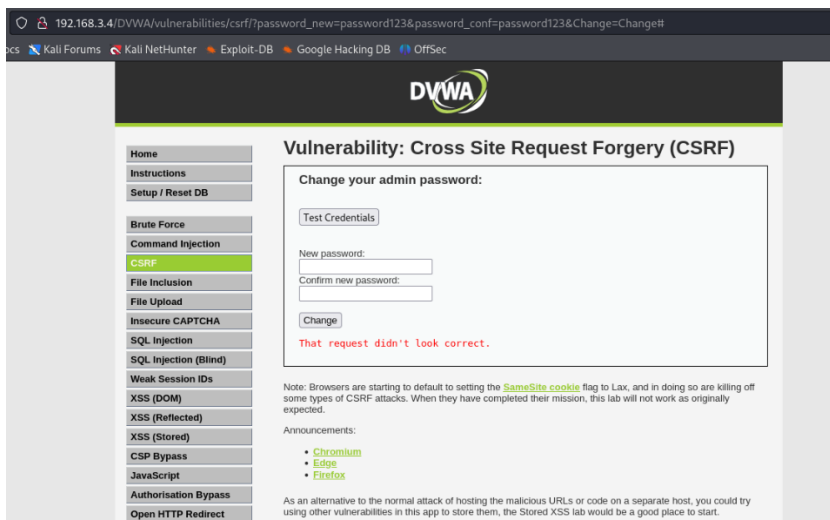 192.168.3.4/DVWA/vulnerabilities/csrf/?password_new=password123&password_conf=password123&Change=Change#
ocs Kali Forums Kali NetHunter Exploit-DB Google Hacking DB OffSec
DVWA
Home
Instructions
Setup / Reset DB
Brute Force
Command Injection
CSRF
File Inclusion
File Upload
Insecure CAPTCHA
SQL Injection
SQL Injection (Blind)
Weak Session IDs
XSS (DOM)
XSS (Reflected)
XSS (Stored)
CSP Bypass
JavaScript
Authorisation Bypass
Open HTTP Redirect
Vulnerability: Cross Site Request Forgery (CSRF)
Change your admin password:
Test Credentials
New password:
Confirm new password:
Change
That request didn't look correct.
Note: Browsers are starting to default to setting the SameSite cookie flag to Lax, and in doing so are killing off
some types of CSRF attacks. When they have completed their mission, this lab will not work as originally
expected.
Announcements:
• Chromium
• Edge
• Firefox
As an alternative to the normal attack of hosting the malicious URLs or code on a separate host, you could try
using other vulnerabilities in this app to store them, the Stored XSS lab would be a good place to start.